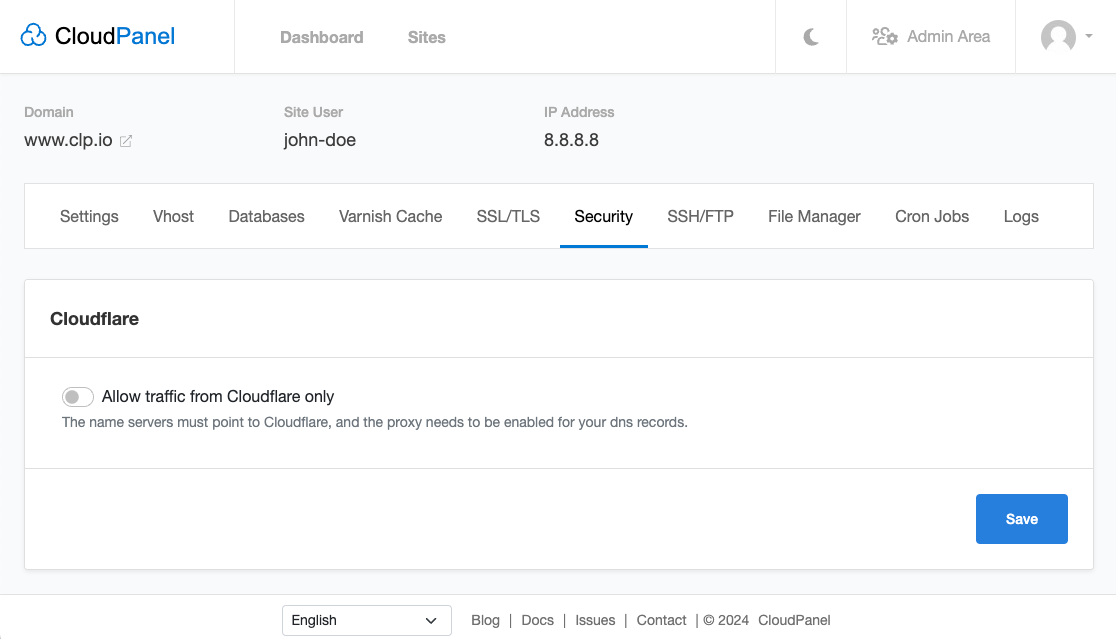 CloudPanel Dashboard Sites Admin Area
Domain Site User IP Address
www.clp.io john-doe 8.8.8.8
Settings Vhost Databases Varnish Cache SSL/TLS Security SSH/FTP File Manager Cron Jobs Logs
Cloudflare
Allow traffic from Cloudflare only
The name servers must point to Cloudflare, and the proxy needs to be enabled for your dns records.
Save
English Blog | Docs | Issues | Contact | © 2024 CloudPanel